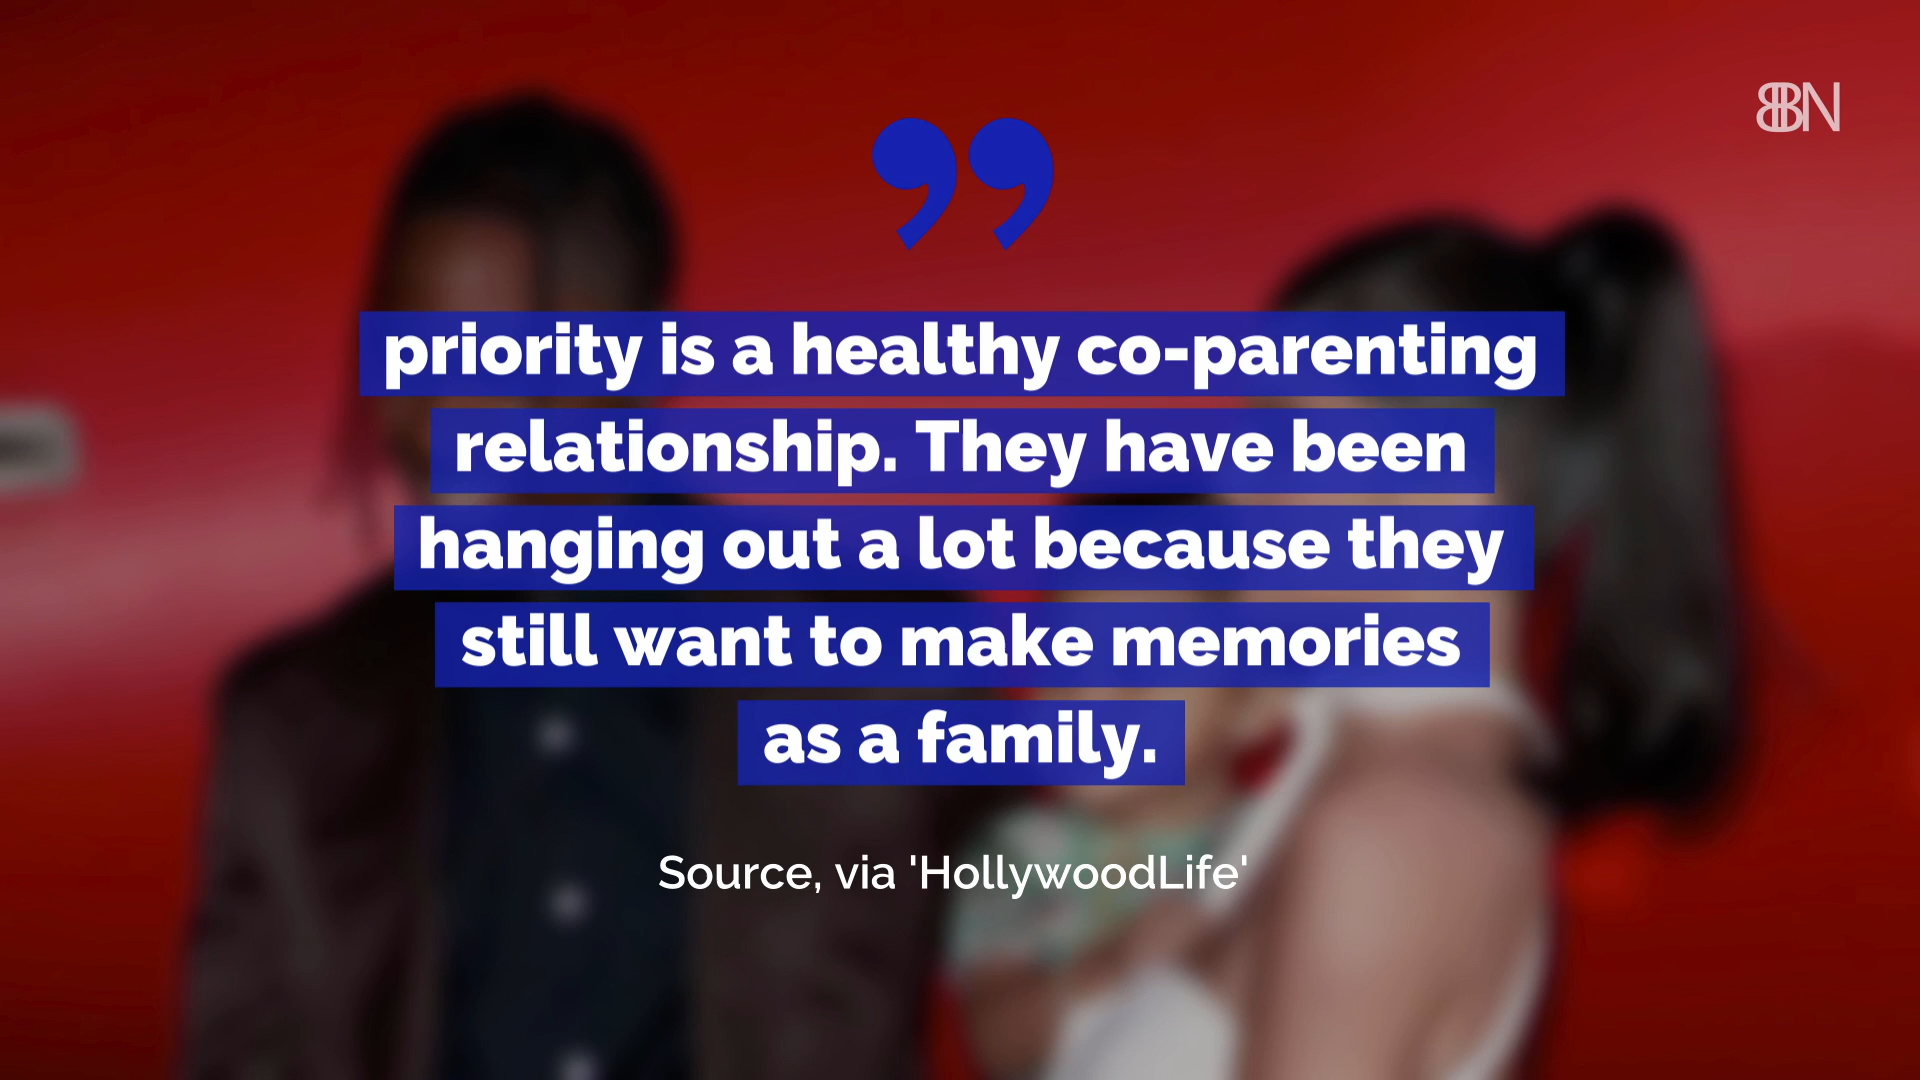 BBN
”
priority is a healthy co-parenting
relationship. They have been
hanging out a lot because they
still want to make memories
as a family.
Source, via 'HollywoodLife'